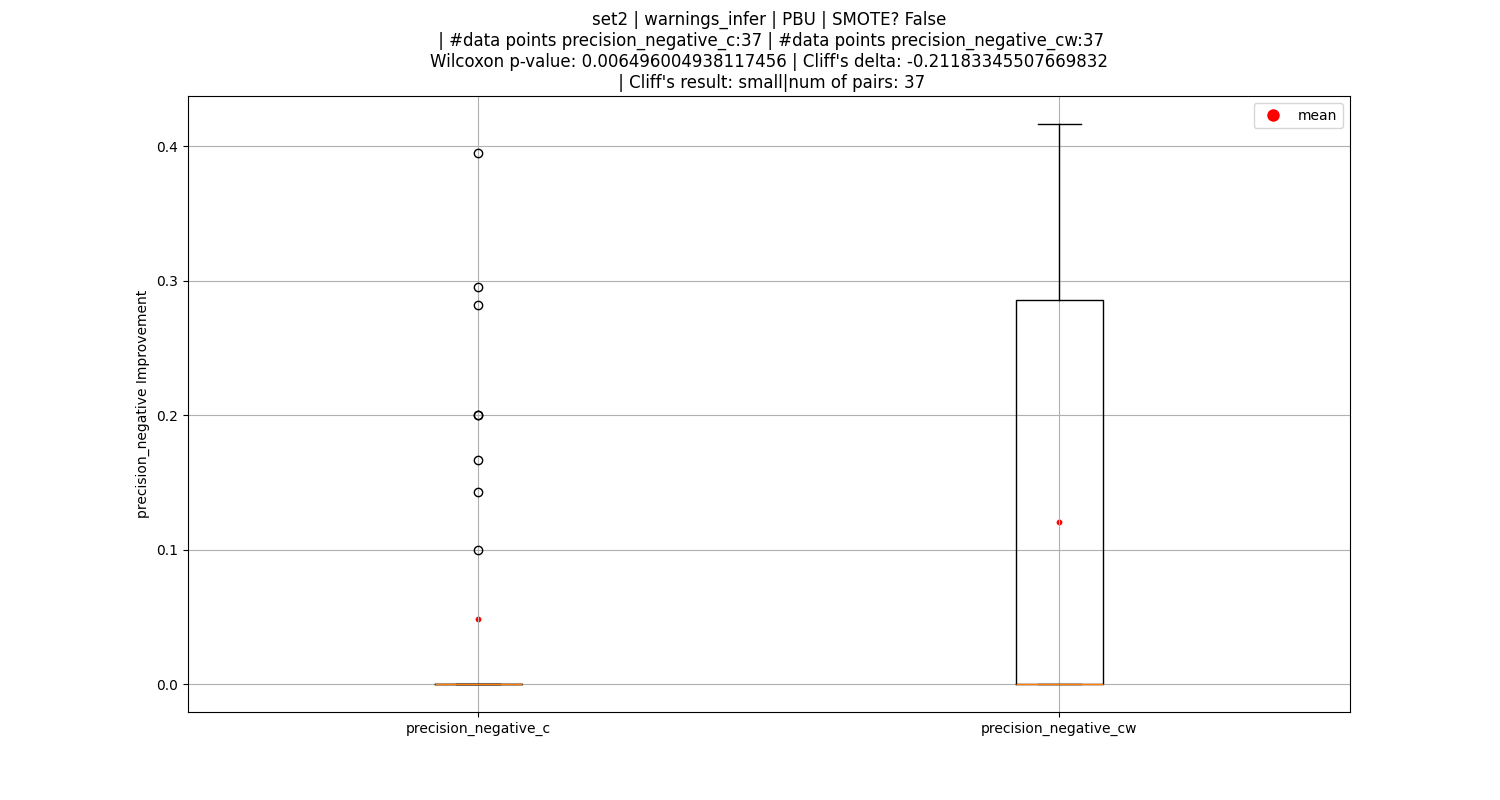 set2 | warnings_infer | PBU | SMOTE? False
| #data points precision_negative_c:37 | #data points precision_negative_cw:37
Wilcoxon p-value: 0.006496004938117456 | Cliff's delta: -0.21183345507669832
| Cliff's result: small|num of pairs: 37
mean
0.4
0.3
0.2
0.1
0.0
precision_negative Improvement
precision_negative_c
precision_negative_cw